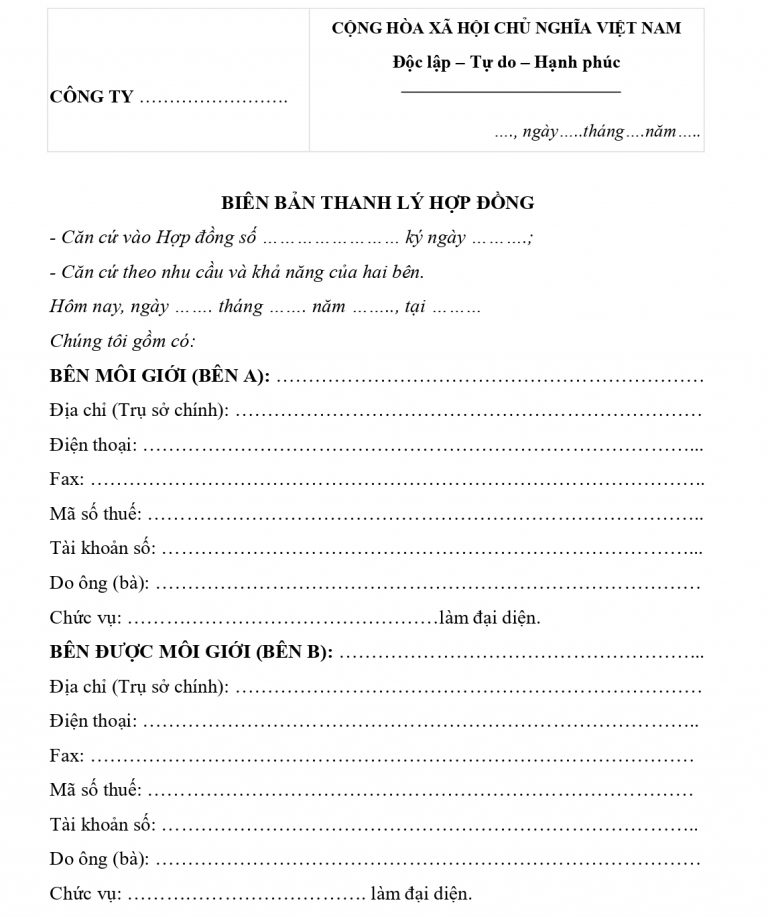 CỘNG HÒA XÃ HỘI CHỦ NGHĨA VIỆT NAM
Độc lập – Tự do – Hạnh phúc
CÔNG TY …………………….
…., ngày…..tháng….năm…..
BIÊN BẢN THANH LÝ HỢP ĐỒNG
- Căn cứ vào Hợp đồng số …………………… ký ngày ……….;
- Căn cứ theo nhu cầu và khả năng của hai bên.
Hôm nay, ngày ……. tháng ……. năm …….., tại ………
Chúng tôi gồm có:
BÊN MÔI GIỚI (BÊN A): …………………………………………………………
Địa chỉ (Trụ sở chính): ………………………………………………………………
Điện thoại: …………………………………………………………………………...
Fax: ………………………………………………………………………………….
Mã số thuế: …………………………………………………………………………..
Tài khoản số: ………………………………………………………………………...
Do ông (bà): …………………………………………………………………………
Chức vụ: …………………………………………làm đại diện.
BÊN ĐƯỢC MÔI GIỚI (BÊN B): ………………………………………………..
Địa chỉ (Trụ sở chính): ………………………………………………………………
Điện thoại: …………………………………………………………………………..
Fax: …………………………………………………………………………………
Mã số thuế: …………………………………………………………………………
Tài khoản số: ………………………………………………………………………..
Do ông (bà): …………………………………………………………………………
Chức vụ: ………………………………. làm đại diện.